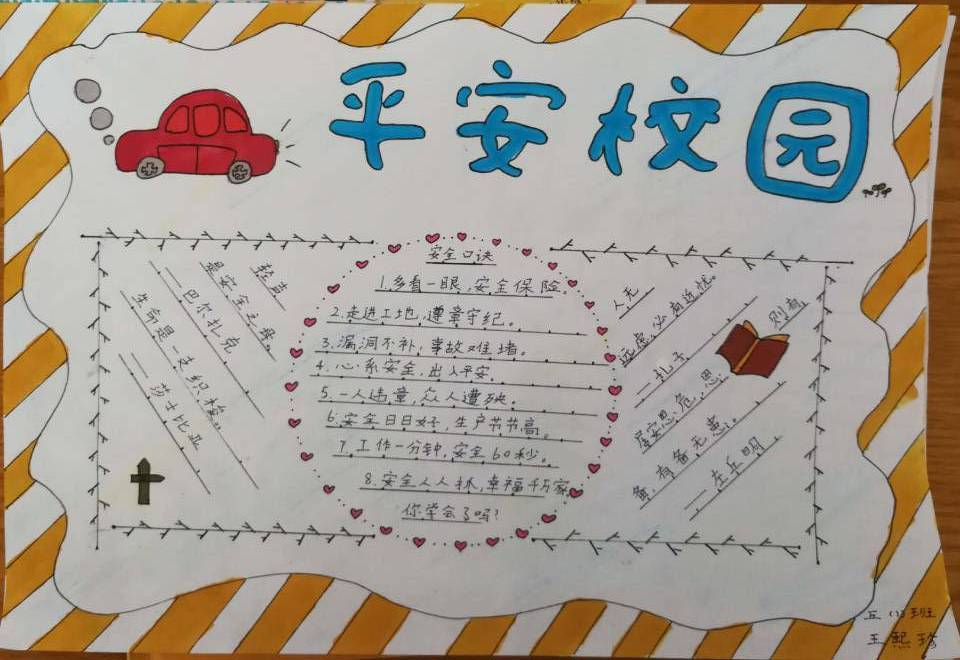 平安校园
轻声
是安全之母。
——巴尔扎克
生命是一支织梭。
——莎士比亚
安全口诀
1.多看一眼,安全保险
2.走进工地,遵章守纪。
3.漏洞不补,事故难堵。
4.心系安全,出入平安
5.一人违章,众人遭殃
6.安全日日好,生产节节高。
7.工作一分钟,安全60秒。
8.安全人人抓,幸福千万家
你学会了吗?
人无
远虑,必有近忧。
——孔子
居安思危,思则有
备,有备无患。
——左丘明
五(1)班
王熙